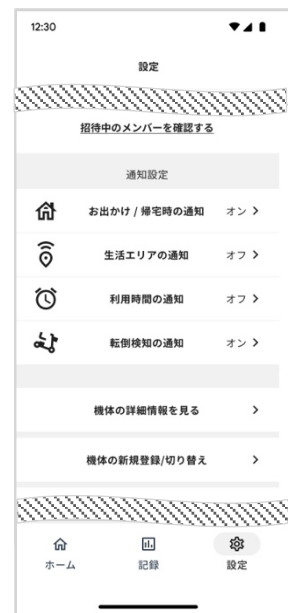 12:30
設定
招待中のメンバーを確認する
通知設定
お出かけ / 帰宅時の通知 オン
生活エリアの通知 オフ
利用時間の通知 オフ
転倒検知の通知 オン
機体の詳細情報を見る
機体の新規登録/切り替え
ホーム 記録 設定